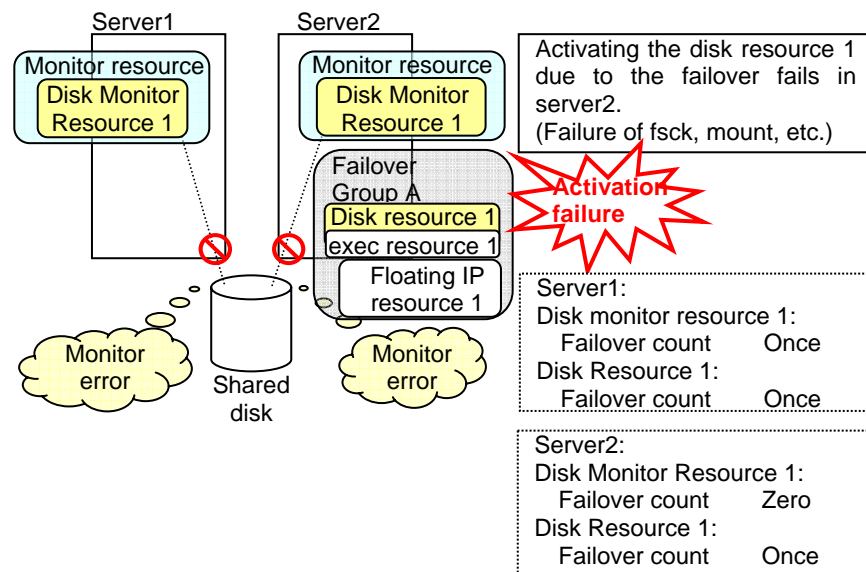 Server1
Server2
Monitor resource
Disk Monitor
Resource 1
Monitor resource
Disk Monitor
Resource 1
Activating the disk resource 1
due to the failover fails in
server2.
(Failure of fsck, mount, etc.)
Failover
Group A
Disk resource 1
exec resource 1
Floating IP
resource 1
Activation
failure
Monitor
error
Shared
disk
Monitor
error
Server1:
Disk monitor resource 1:
Failover count Once
Disk Resource 1:
Failover count Once
Server2:
Disk Monitor Resource 1:
Failover count Zero
Disk Resource 1:
Failover count Once